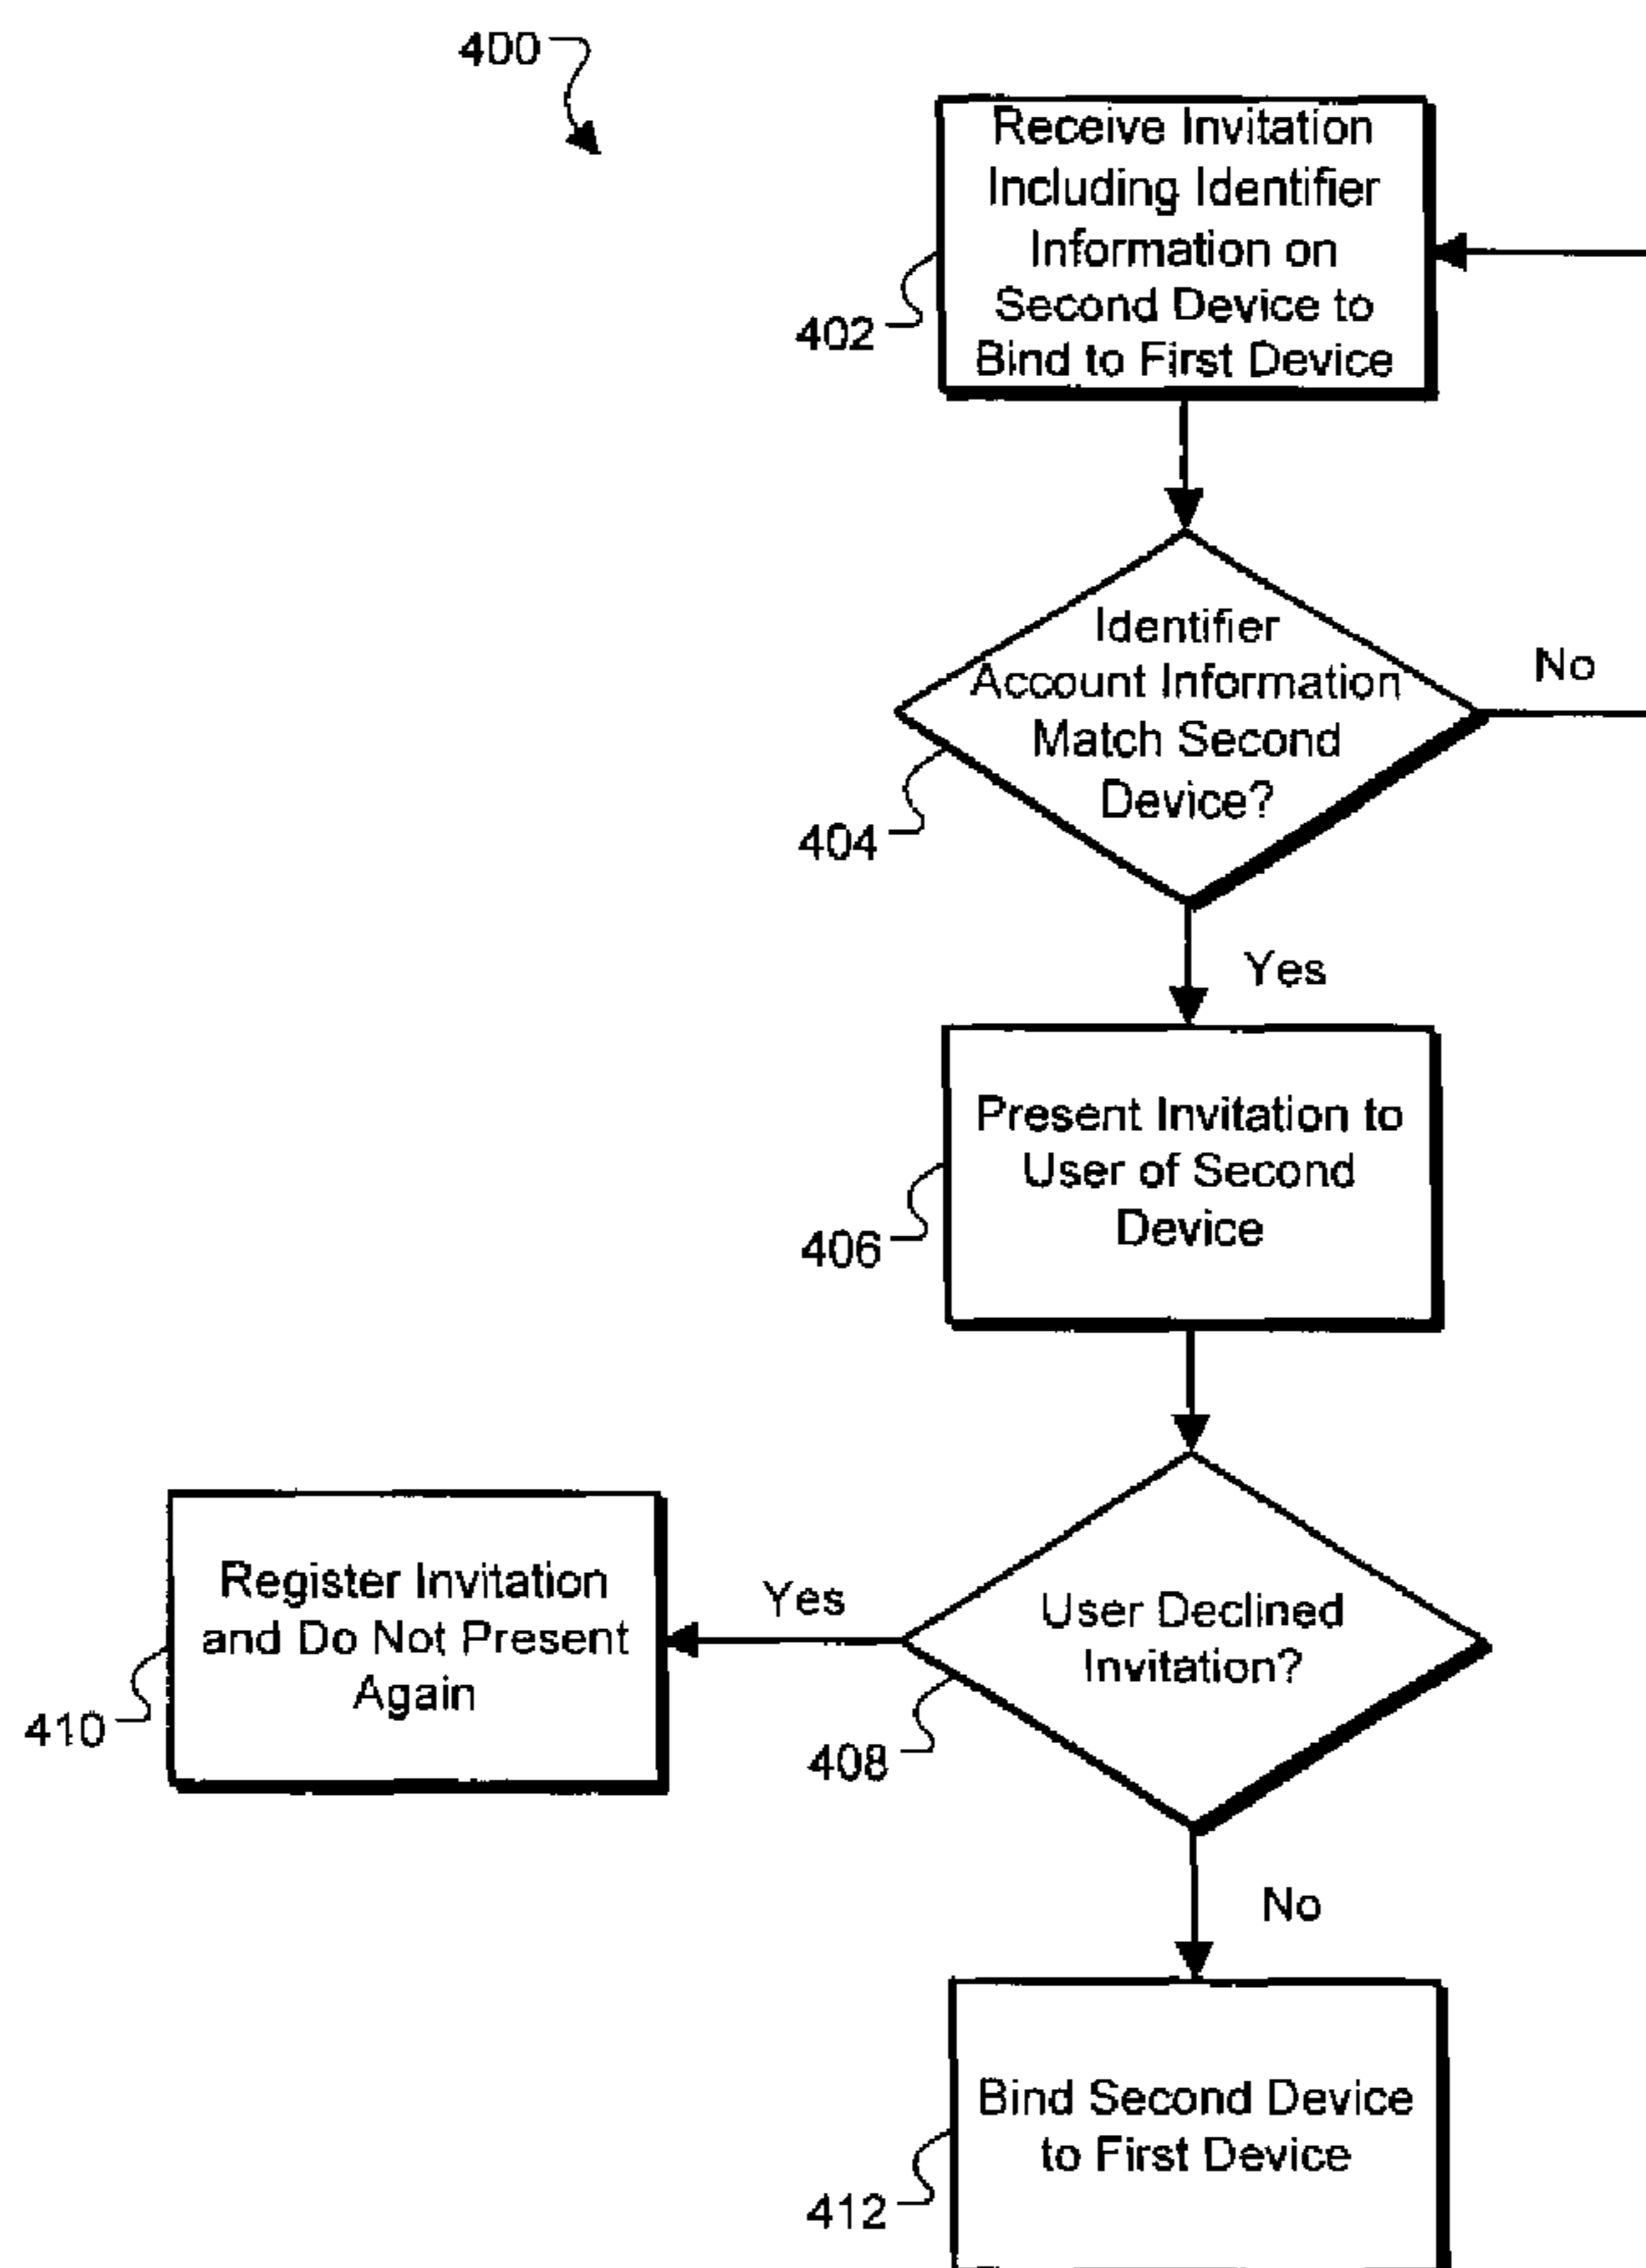 400
Receive Invitation
Including Identifier
Information on
Second Device to
Bind to First Device
402
Identifier
Account Information
Match Second
Device?
No
404
Yes
Present Invitation to
User of Second
Device
406
Register Invitation
and Do Not Present
Again
410
Yes
User Declined
Invitation?
408
No
Bind Second Device
to First Device
412